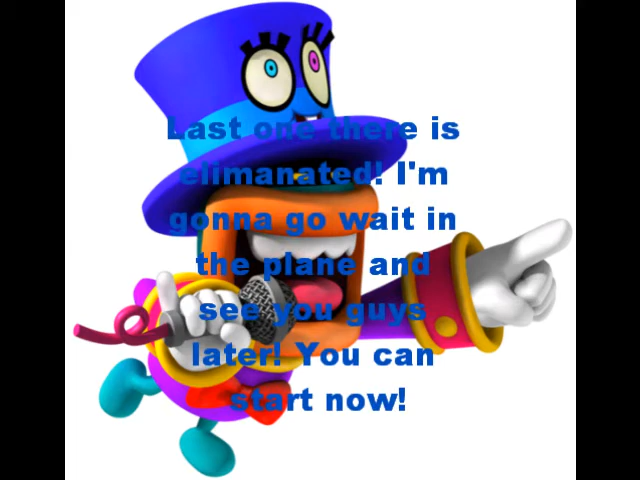 Last one there is
elimanated! I'm
gonna go wait in
the plane and
see you guys
later! You can
start now!